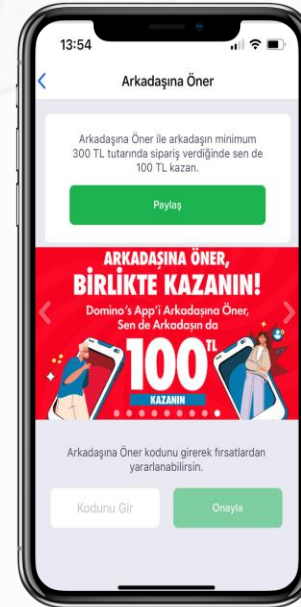 13:54
Arkadaşına Öner
Arkadaşına Öner ile arkadaşın minimum
300 TL tutarında sipariş verdiğinde sen de
100 TL kazan.
Paylaş
ARKADAŞINA ÖNER,
BİRLİKTE KAZANIN!
Domino's App'i Arkadaşına Öner,
Sen de Arkadaşın da
100 TL
KAZANIN
Arkadaşına Öner kodunu girerek fırsatlardan
yararlanabilirsin.
Kodunu Gir
Onayla